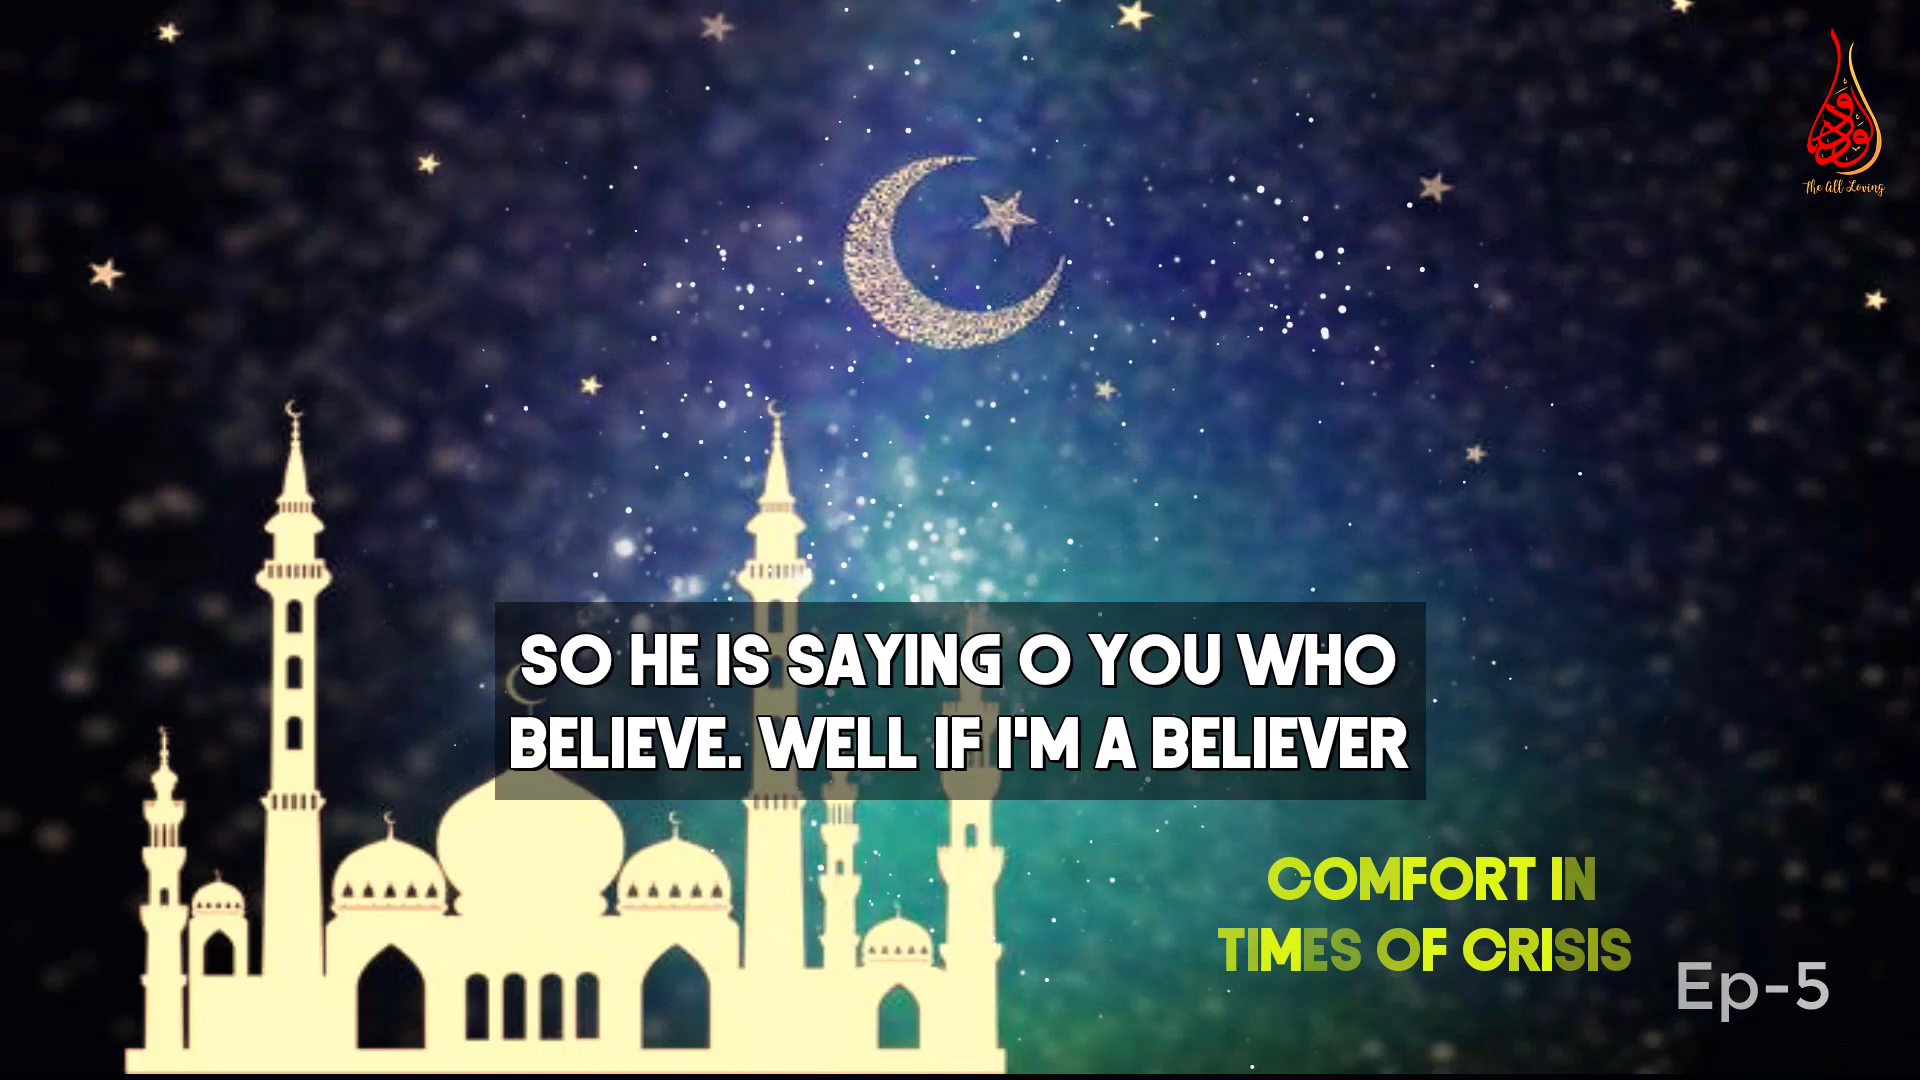 الودود
The All Loving
SO HE IS SAYING O YOU WHO
BELIEVE. WELL IF I'M A BELIEVER
COMFORT IN
TIMES OF CRISIS
Ep-5